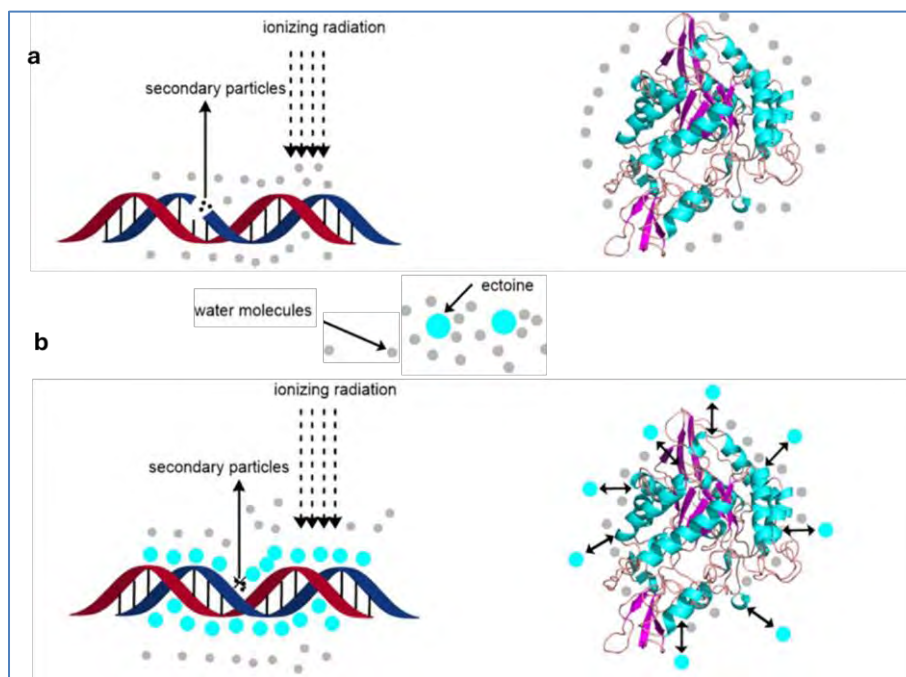 ionizing radiation
a
secondary particles
ectoine
water molecules
b
ionizing radiation
secondary particles